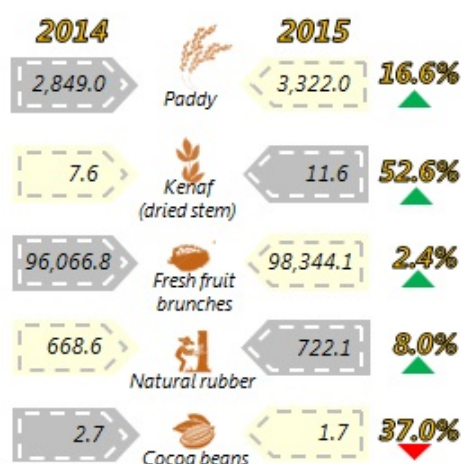 2014 2015
2,849.0 Paddy 3,322.0 16.6%
7.6 Kenaf 11.6 52.6%
(dried stem)
96,066.8 98,344.1 2.4%
Fresh fruit
brunches
668.6 722.1 8.0%
Natural rubber
2.7 1.7 37.0%
Cocoa beans